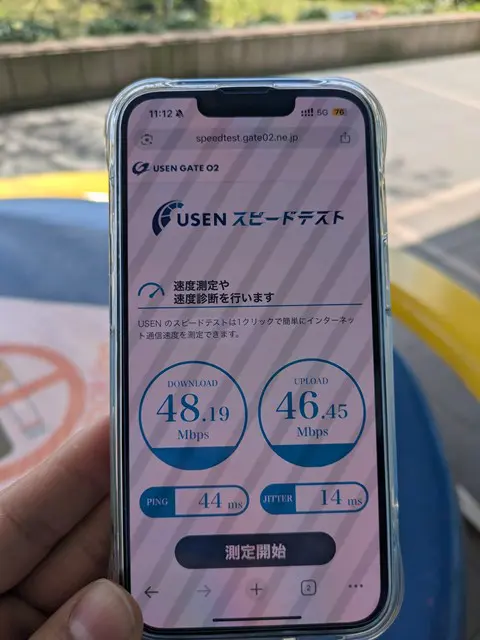 11:12
5G 76
speedtest.gate02.ne.jp
USEN GATE 02
USEN スピードテスト
速度測定や
速度診断を行います
USEN のスピードテストは1クリックで簡単にインターネッ
ト通信速度を測定できます。
DOWNLOAD
48.19
Mbps
UPLOAD
46.45
Mbps
PING 44 ms
JITTER 14 ms
測定開始
2